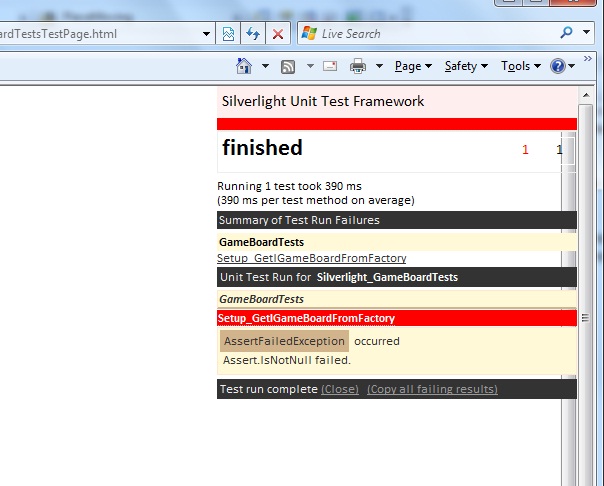 ardTestsTestPage.html
Live Search
Page Safety Tools
Silverlight Unit Test Framework
finished 1 1
Running 1 test took 390 ms
(390 ms per test method on average)
Summary of Test Run Failures
GameBoardTests
Setup_GetIGameBoardFromFactory
Unit Test Run for Silverlight_GameBoardTests
GameBoardTests
Setup_GetIGameBoardFromFactory
AssertFailedException occurred
Assert.IsNotNull failed.
Test run complete (Close) (Copy all failing results)